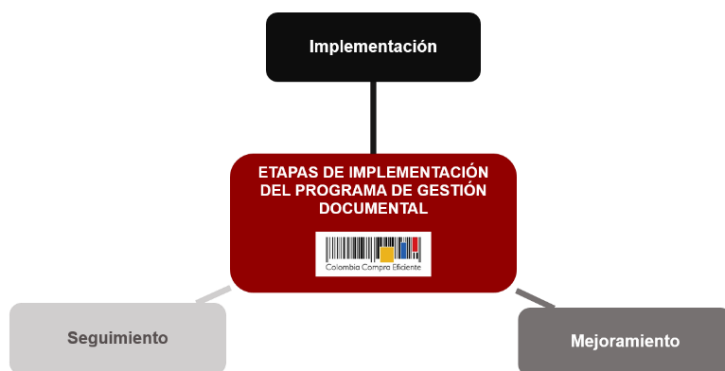 Implementación
ETAPAS DE IMPLEMENTACIÓN
DEL PROGRAMA DE GESTIÓN
DOCUMENTAL
Colombia Compra Eficiente
Seguimiento
Mejoramiento